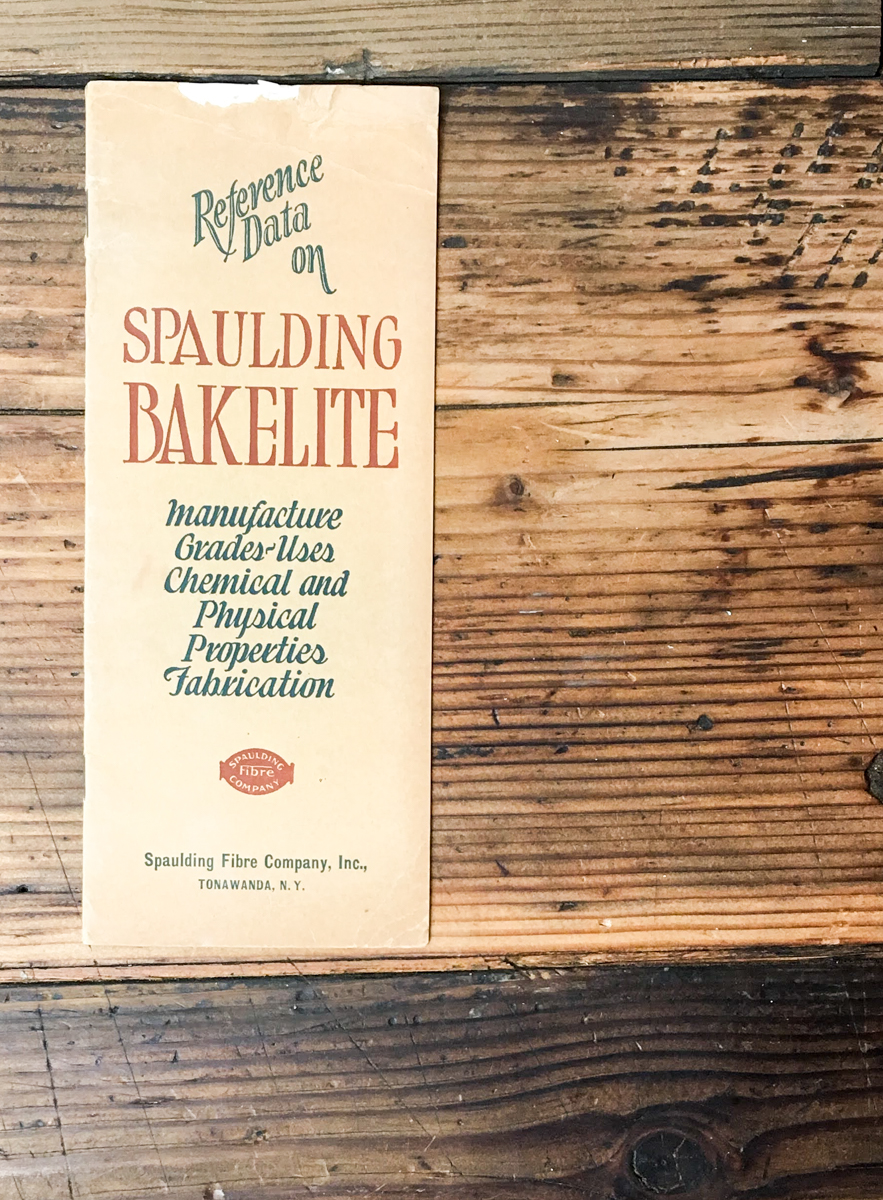 Reference
Data
on
SPAULDING
BAKELITE
Manufacture
Grades-Uses
Chemical and
Physical
Properties
Fabrication
SPAULDING
Fibre
COMPANY
Spaulding Fibre Company, Inc.,
TONAWANDA, N. Y.